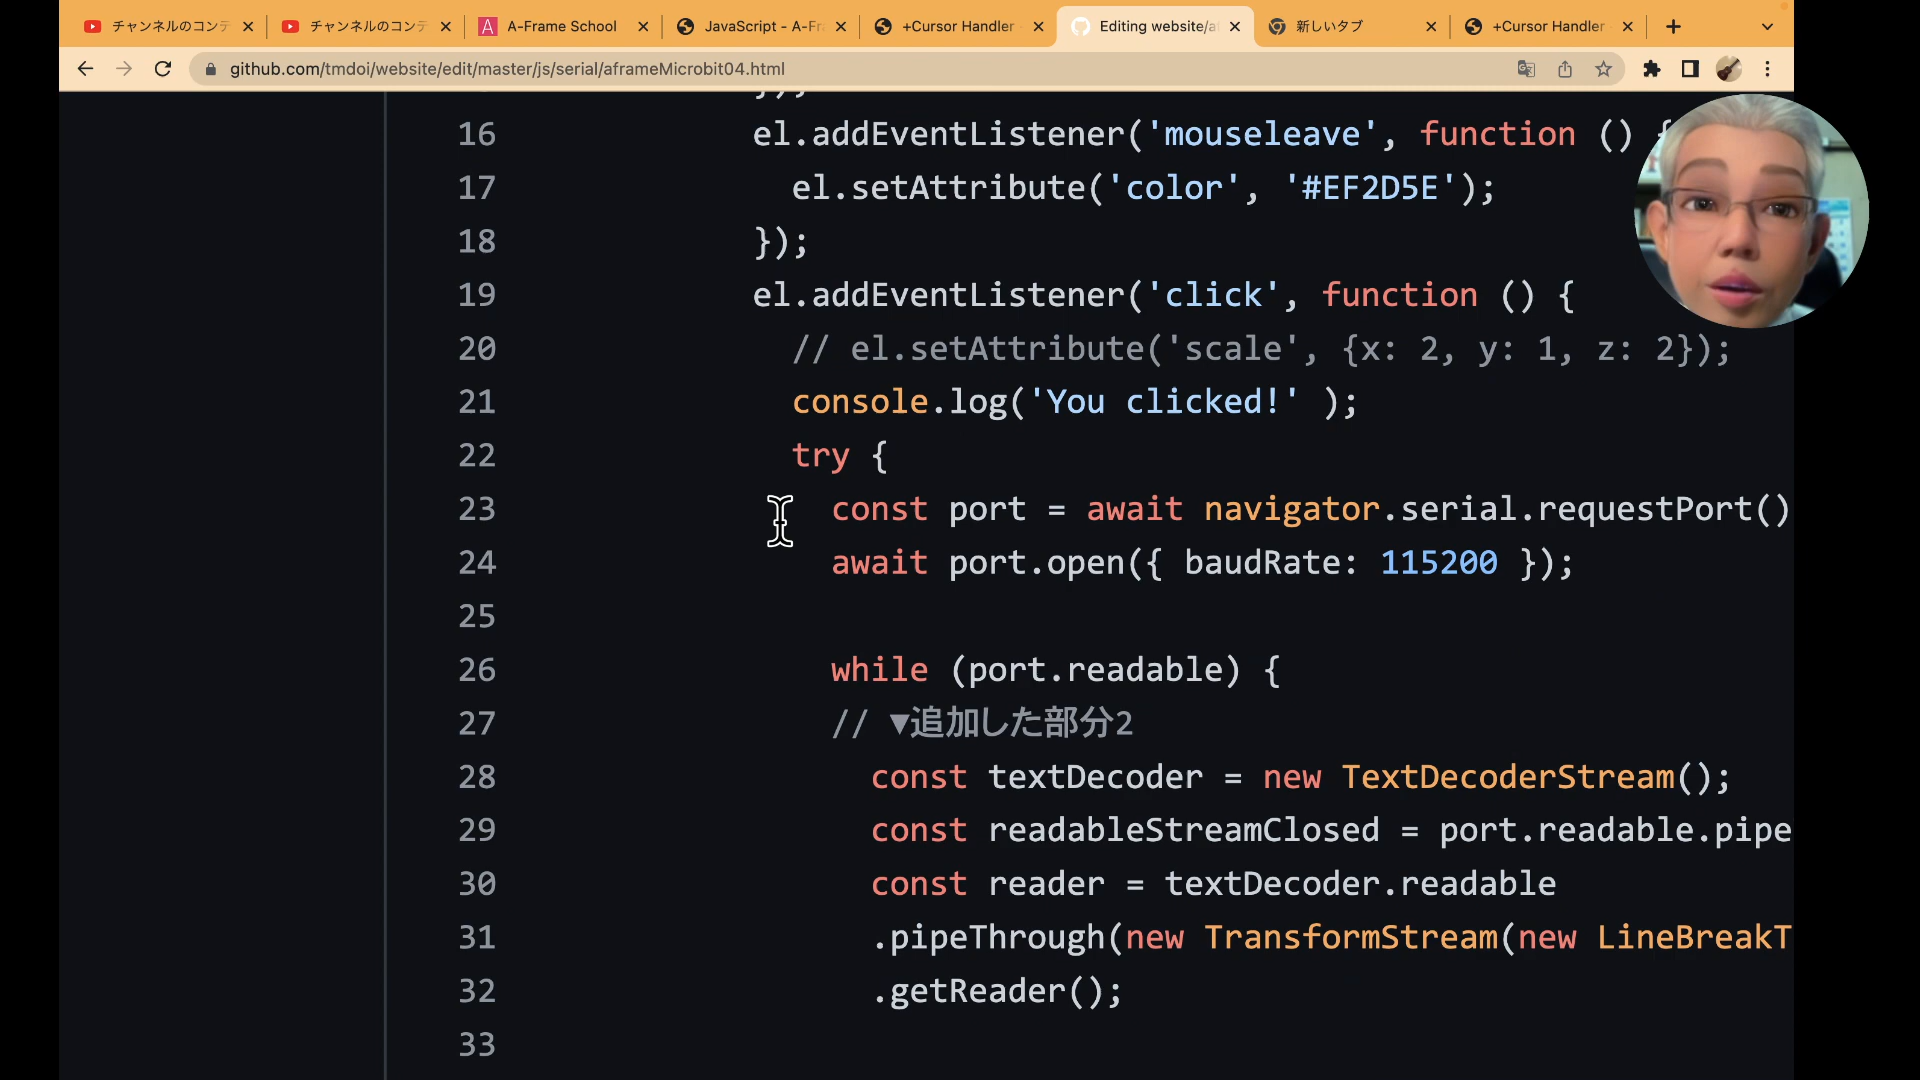 チャンネルのコンテ
チャンネルのコンテ
A-Frame School
JavaScript - A-Fr
+Cursor Handler
Editing website/a
新しいタブ
+Cursor Handler
github.com/tmdoi/website/edit/master/js/serial/aframeMicrobit04.html
16 el.addEventListener('mouseleave', function () {
17 el.setAttribute('color', '#EF2D5E');
18 });
19 el.addEventListener('click', function () {
20 // el.setAttribute('scale', {x: 2, y: 1, z: 2});
21 console.log('You clicked!' );
22 try {
23 const port = await navigator.serial.requestPort()
24 await port.open({ baudRate: 115200 });
25
26 while (port.readable) {
27 // ▼追加した部分2
28 const textDecoder = new TextDecoderStream();
29 const readableStreamClosed = port.readable.pipe
30 const reader = textDecoder.readable
31 .pipeThrough(new TransformStream(new LineBreakT
32 .getReader();
33